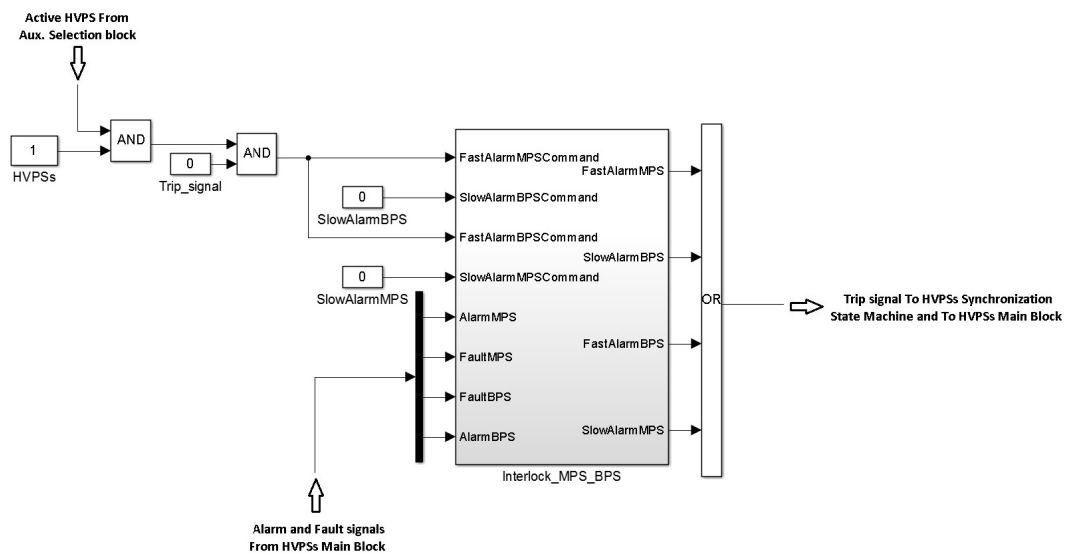 Active HVPS From
Aux. Selection block
AND
1
HVPSs
AND
0
Trip_signal
FastAlarmMPSCommand
FastAlarmMPS
0
SlowAlarmBPS
SlowAlarmBPSCommand
FastAlarmBPSCommand
SlowAlarmBPS
0
SlowAlarmMPS
SlowAlarmMPSCommand
OR
Trip signal To HVPSs Synchronization
State Machine and To HVPSs Main Block
AlarmMPS
FastAlarmBPS
FaultMPS
FaultBPS
SlowAlarmMPS
AlarmBPS
Interlock_MPS_BPS
Alarm and Fault signals
From HVPSs Main Block